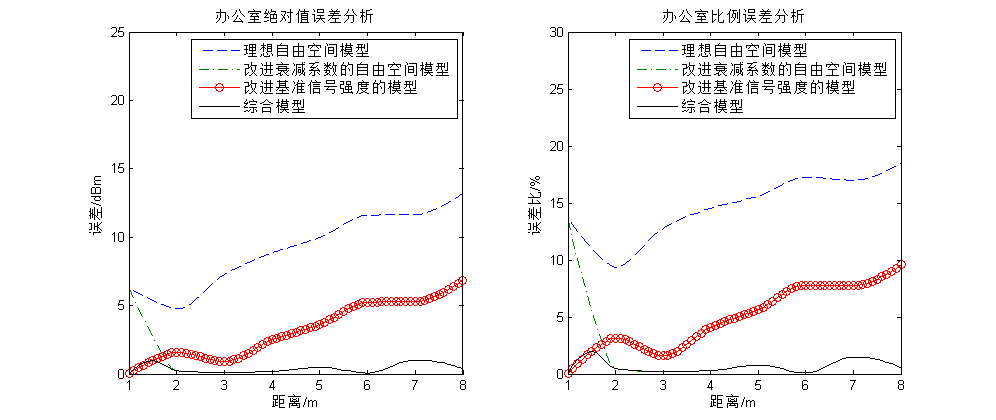 办公室绝对值误差分析
25
20
15
10
5
0
误差/dBm
理想自由空间模型
改进衰减系数的自由空间模型
改进基准信号强度的模型
综合模型
1 2 3 4 5 6 7 8
距离/m
办公室比例误差分析
30
25
20
15
10
5
0
误差比/%
理想自由空间模型
改进衰减系数的自由空间模型
改进基准信号强度的模型
综合模型
1 2 3 4 5 6 7 8
距离/m